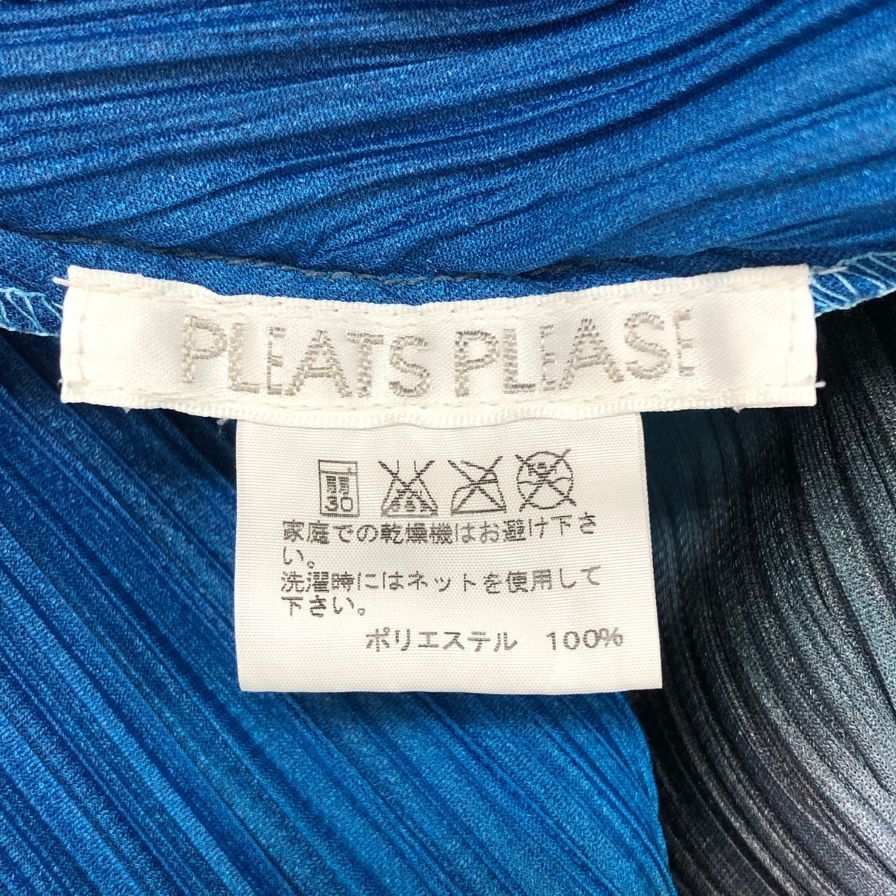 PLEATS PLEASE
30
家庭での乾燥機はお避け下さ
い。
洗濯時にはネットを使用して
下さい。
ポリエステル 100%